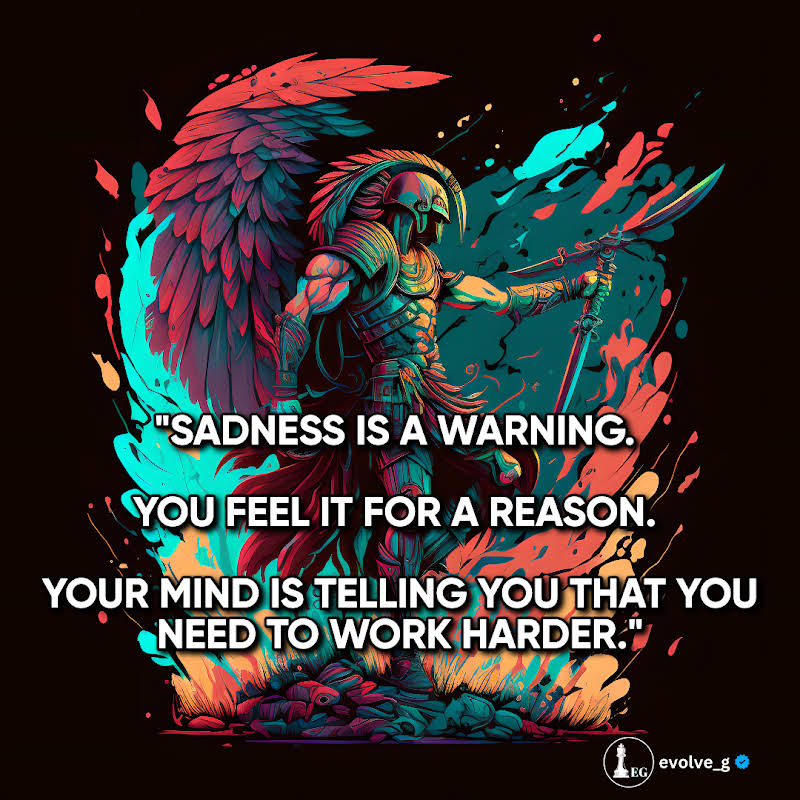 "SADNESS IS A WARNING.
YOU FEEL IT FOR A REASON.
YOUR MIND IS TELLING YOU THAT YOU
NEED TO WORK HARDER."
EG evolve_g